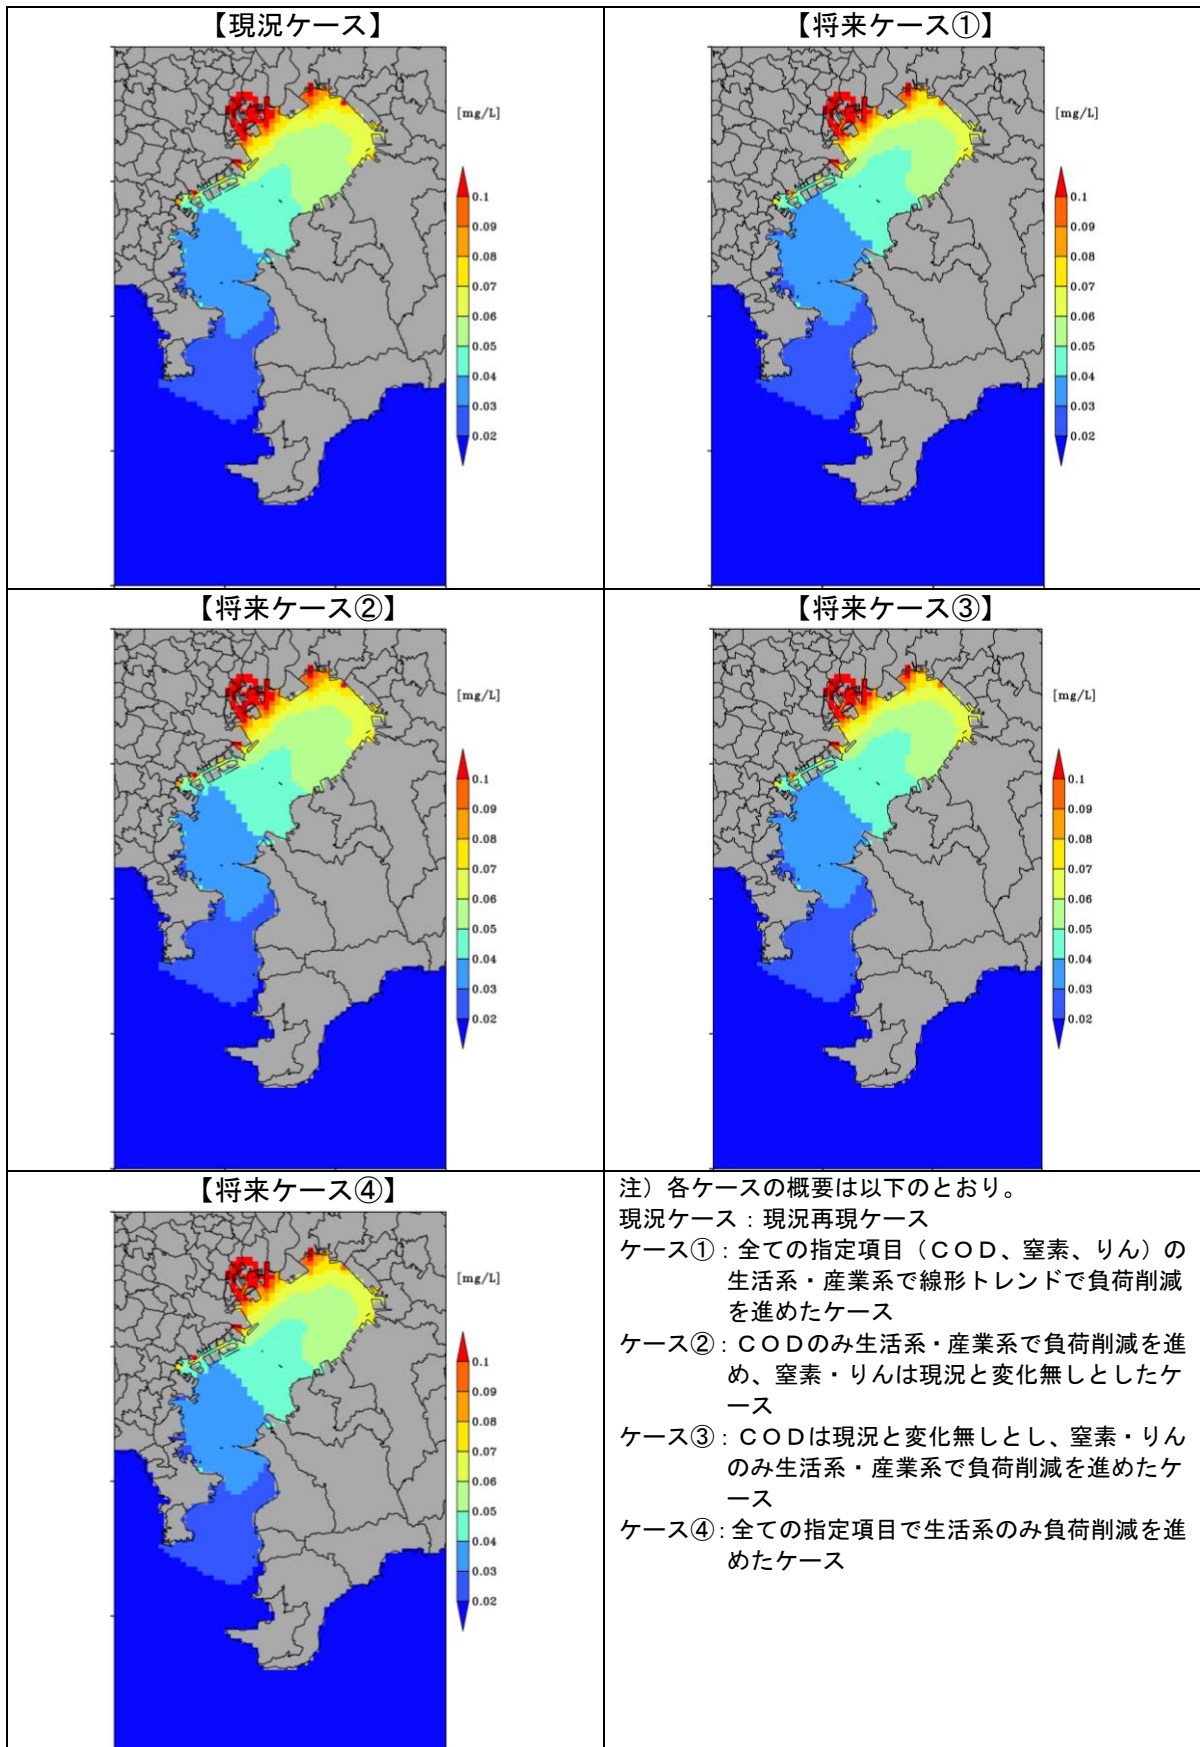 【現況ケース】
[mg/L]
0.1
0.09
0.08
0.07
0.06
0.05
0.04
0.03
0.02
【将来ケース①】
[mg/L]
0.1
0.09
0.08
0.07
0.06
0.05
0.04
0.03
0.02
【将来ケース②】
[mg/L]
0.1
0.09
0.08
0.07
0.06
0.05
0.04
0.03
0.02
【将来ケース③】
[mg/L]
0.1
0.09
0.08
0.07
0.06
0.05
0.04
0.03
0.02
【将来ケース④】
[mg/L]
0.1
0.09
0.08
0.07
0.06
0.05
0.04
0.03
0.02
注）各ケースの概要は以下のとおり。
現況ケース：現況再現ケース
ケース①：全ての指定項目（ＣＯＤ、窒素、りん）の
生活系・産業系で線形トレンドで負荷削減
を進めたケース
ケース②：ＣＯＤのみ生活系・産業系で負荷削減を進
め、窒素・りんは現況と変化無しとしたケ
ース
ケース③：ＣＯＤは現況と変化無しとし、窒素・りん
のみ生活系・産業系で負荷削減を進めたケ
ース
ケース④：全ての指定項目で生活系のみ負荷削減を進
めたケース